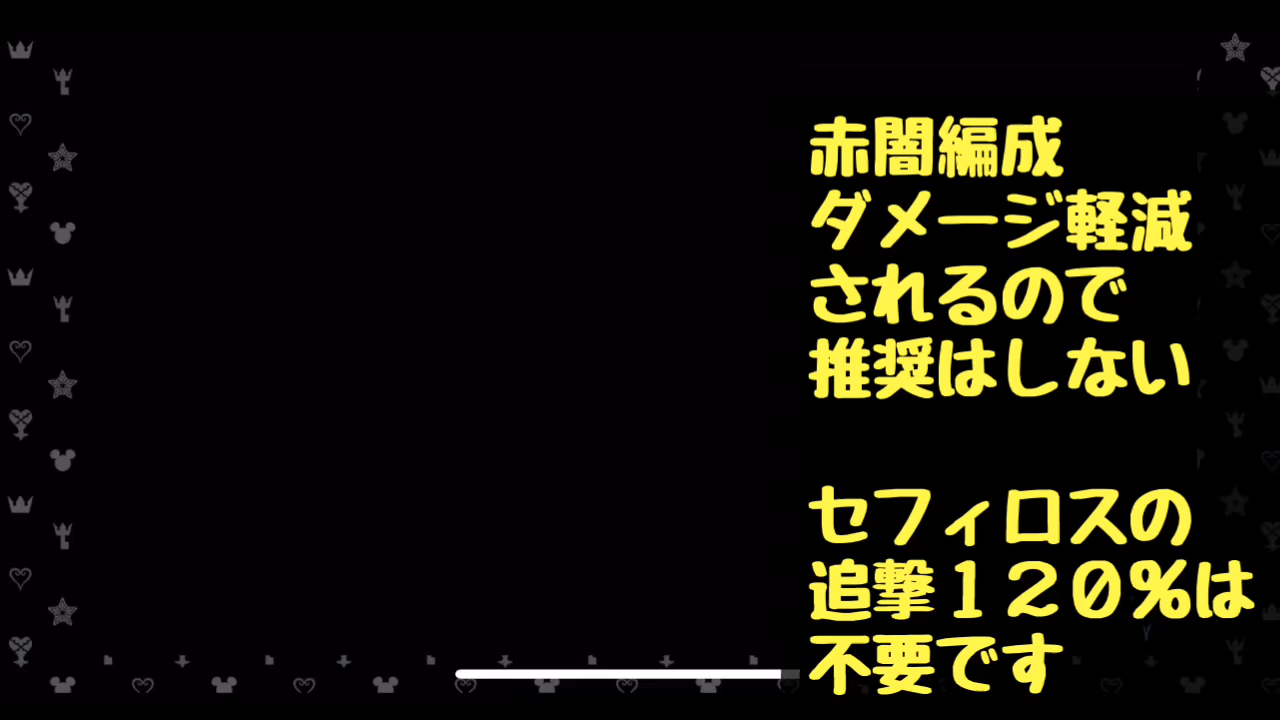 赤闇編成
ダメージ軽減
されるので
推奨はしない
セフィロスの
追撃１２０％は
不要です